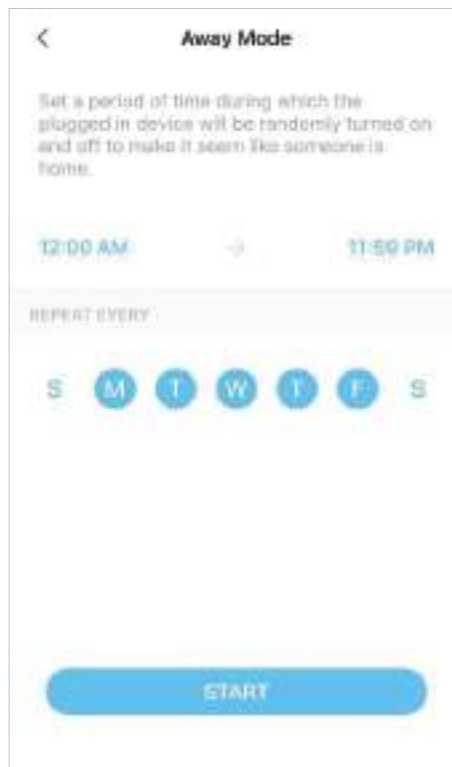 Away Mode
Set a period of time during which the
plugged in device will be randomly turned on
and off to make it seem like someone is
home.
12:00 AM → 11:59 PM
REPEAT EVERY
S M T W T F S
START